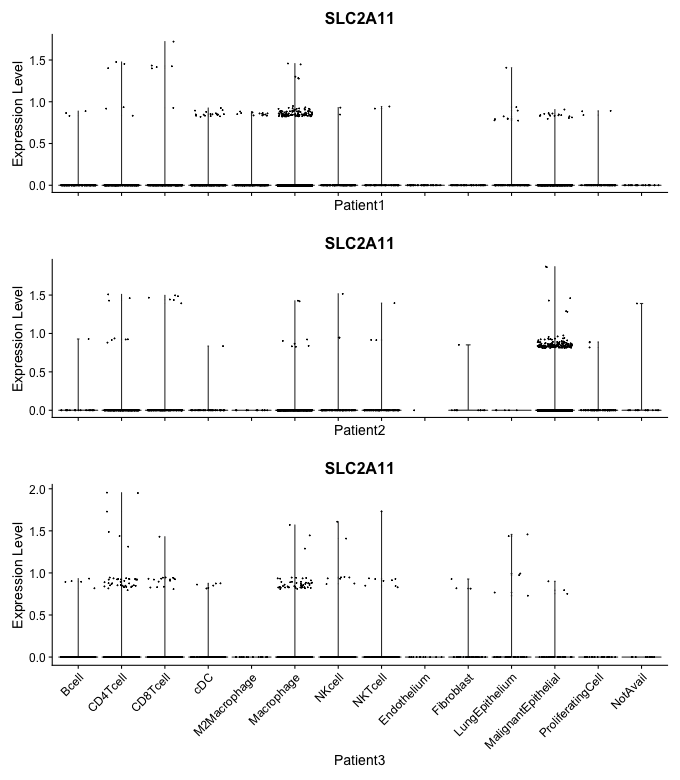 SLC2A11
Expression Level
1.5
1.0
0.5
0.0
Patient1
SLC2A11
Expression Level
1.5
1.0
0.5
0.0
Patient2
SLC2A11
Expression Level
2.0
1.5
1.0
0.5
0.0
Bcell
CD4Tcell
CD8Tcell
cDC
M2Macrophage
Macrophage
NKcell
NKTcell
Endothelium
Fibroblast
LungEpithelium
MalignantEpithelial
ProliferatingCell
NotAvail
Patient3